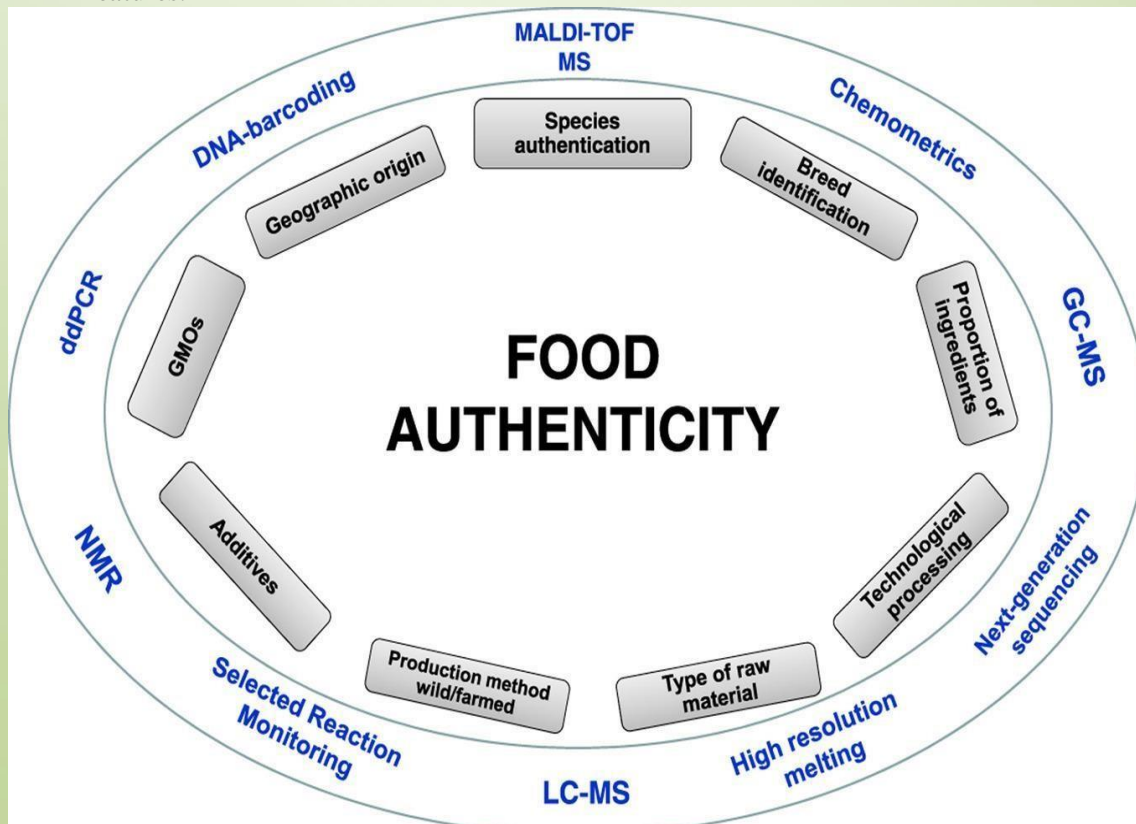 MALDI-TOF
MS
Chemometrics
GC-MS
Next-generation
sequencing
High resolution
melting
LC-MS
Selected Reaction
Monitoring
NMR
ddPCR
DNA-barcoding
Species
authentication
Breed
identification
Proportion of
ingredients
Technological
processing
Type of raw
material
Production method
wild/farmed
Additives
GMOs
Geographic origin
FOOD
AUTHENTICITY